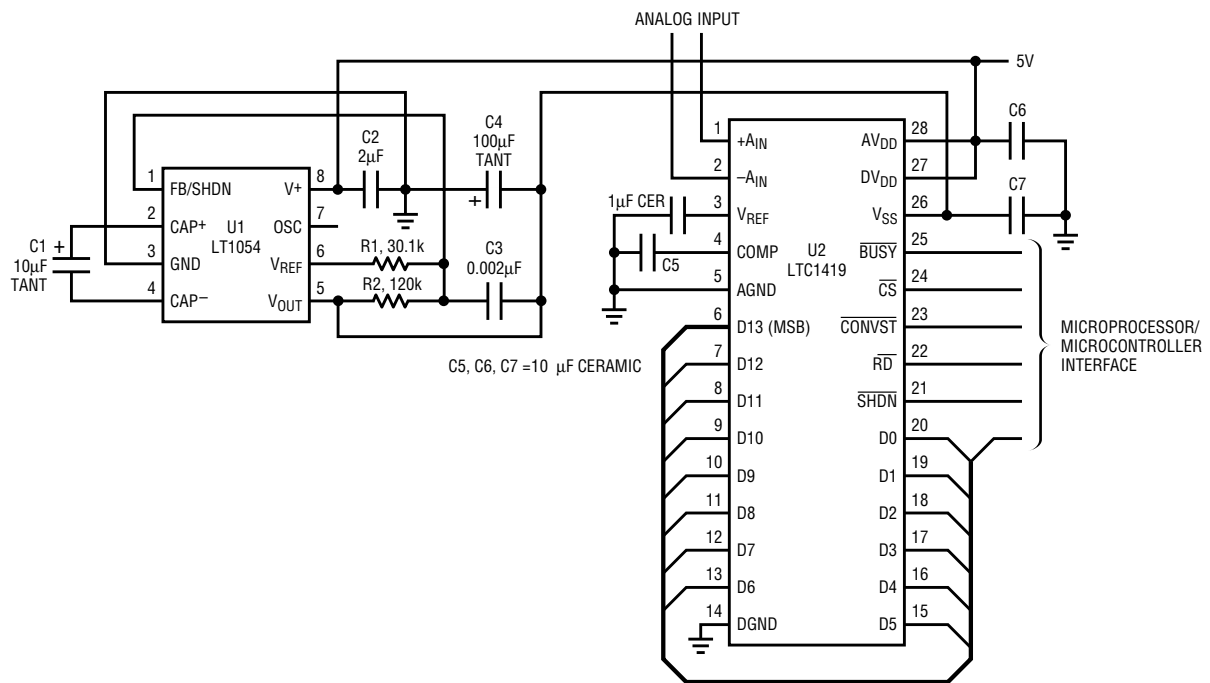 ANALOG INPUT
5V
C1
10µF
TANT
+
1
FB/SHDN
2
CAP+
3
GND
4
CAP–
U1
LT1054
8
V+
7
OSC
6
VREF
5
VOUT
C2
2µF
C4
100µF
TANT
+
R1, 30.1k
R2, 120k
C3
0.002µF
C5, C6, C7 =10 µF CERAMIC
1µF CER
C5
U2
LTC1419
1
+AIN
2
–AIN
3
VREF
4
COMP
5
AGND
6
D13 (MSB)
7
D12
8
D11
9
D10
10
D9
11
D8
12
D7
13
D6
14
DGND
28
AVDD
27
DVDD
26
VSS
25
BUSY
24
CS
23
CONVST
22
RD
21
SHDN
20
D0
19
D1
18
D2
17
D3
16
D4
15
D5
C6
C7
MICROPROCESSOR/
MICROCONTROLLER
INTERFACE